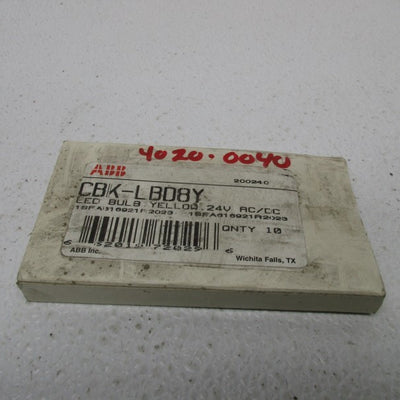 4020-0040
ABB
200240
CBK-LB08Y
LED BULB YELLOW 24V AC/DC
1SFA616921R2023 1SFA616921R2023
QNTY 10
ABB Inc.
Wichita Falls, TX